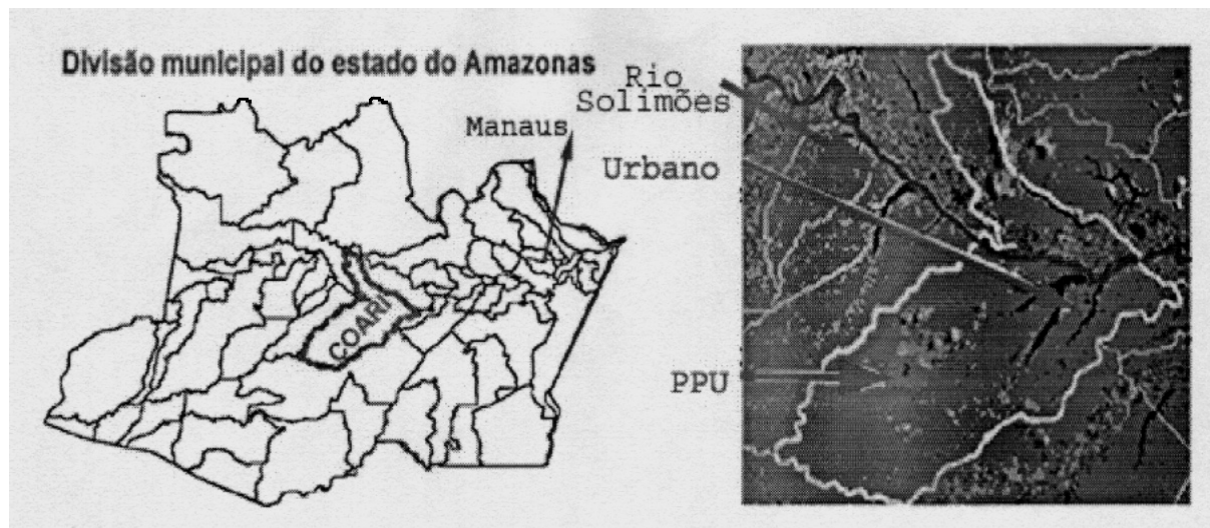 Divisão municipal do estado do Amazonas
Manaus
COARI
Rio
Solimões
Urbano
PPU